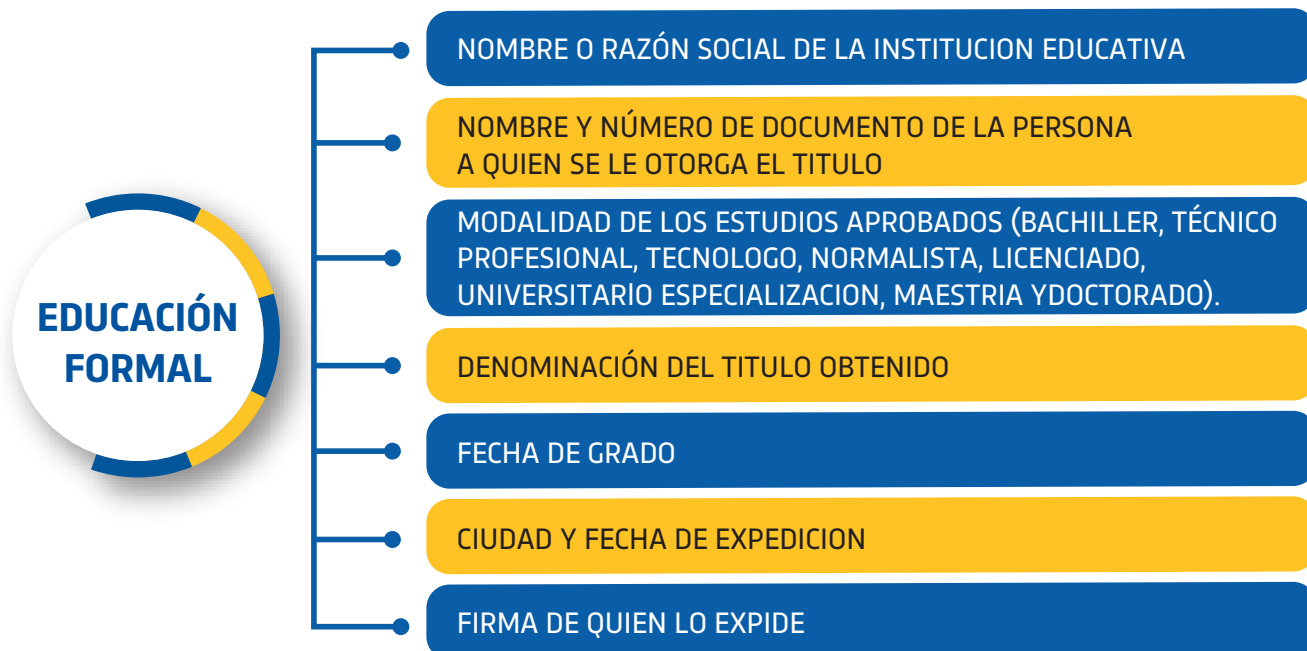 EDUCACIÓN
FORMAL
NOMBRE O RAZÓN SOCIAL DE LA INSTITUCION EDUCATIVA
NOMBRE Y NÚMERO DE DOCUMENTO DE LA PERSONA
A QUIEN SE LE OTORGA EL TITULO
MODALIDAD DE LOS ESTUDIOS APROBADOS (BACHILLER, TÉCNICO
PROFESIONAL, TECNOLOGO, NORMALISTA, LICENCIADO,
UNIVERSITARlO ESPECIALIZACION, MAESTRIA YDOCTORADO).
DENOMINACIÓN DEL TITULO OBTENIDO
FECHA DE GRADO
CIUDAD Y FECHA DE EXPEDICION
FIRMA DE QUIEN LO EXPIDE